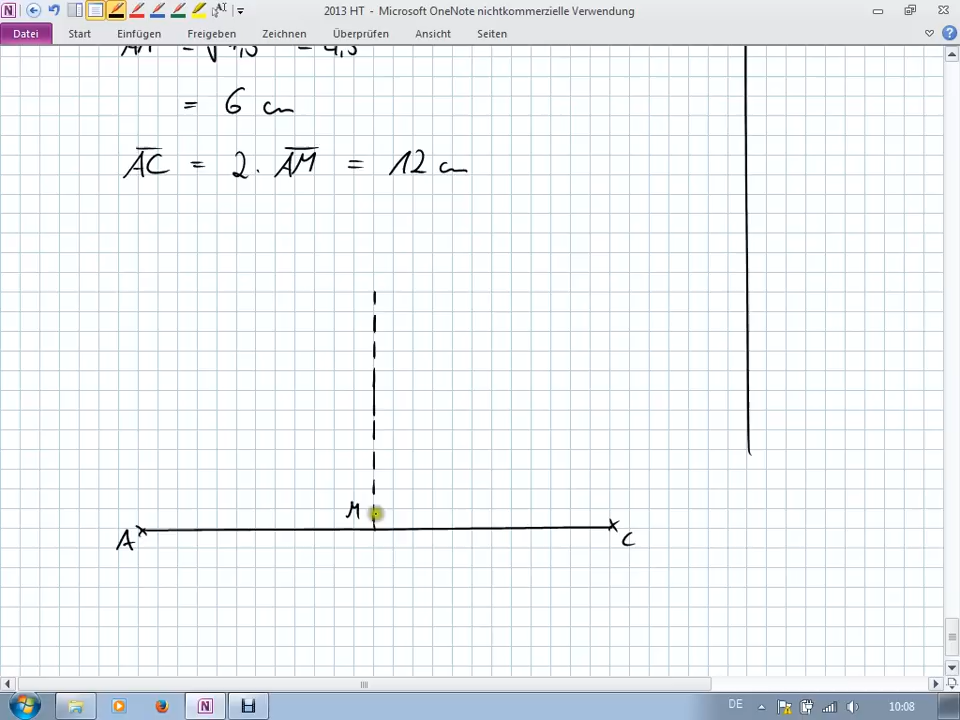 2013 HT - Microsoft OneNote nichtkommerzielle Verwendung
Datei Start Einfügen Freigeben Zeichnen Überprüfen Ansicht Seiten
= 6 cm
AC = 2 · AM = 12 cm
M
A C
DE 10:08